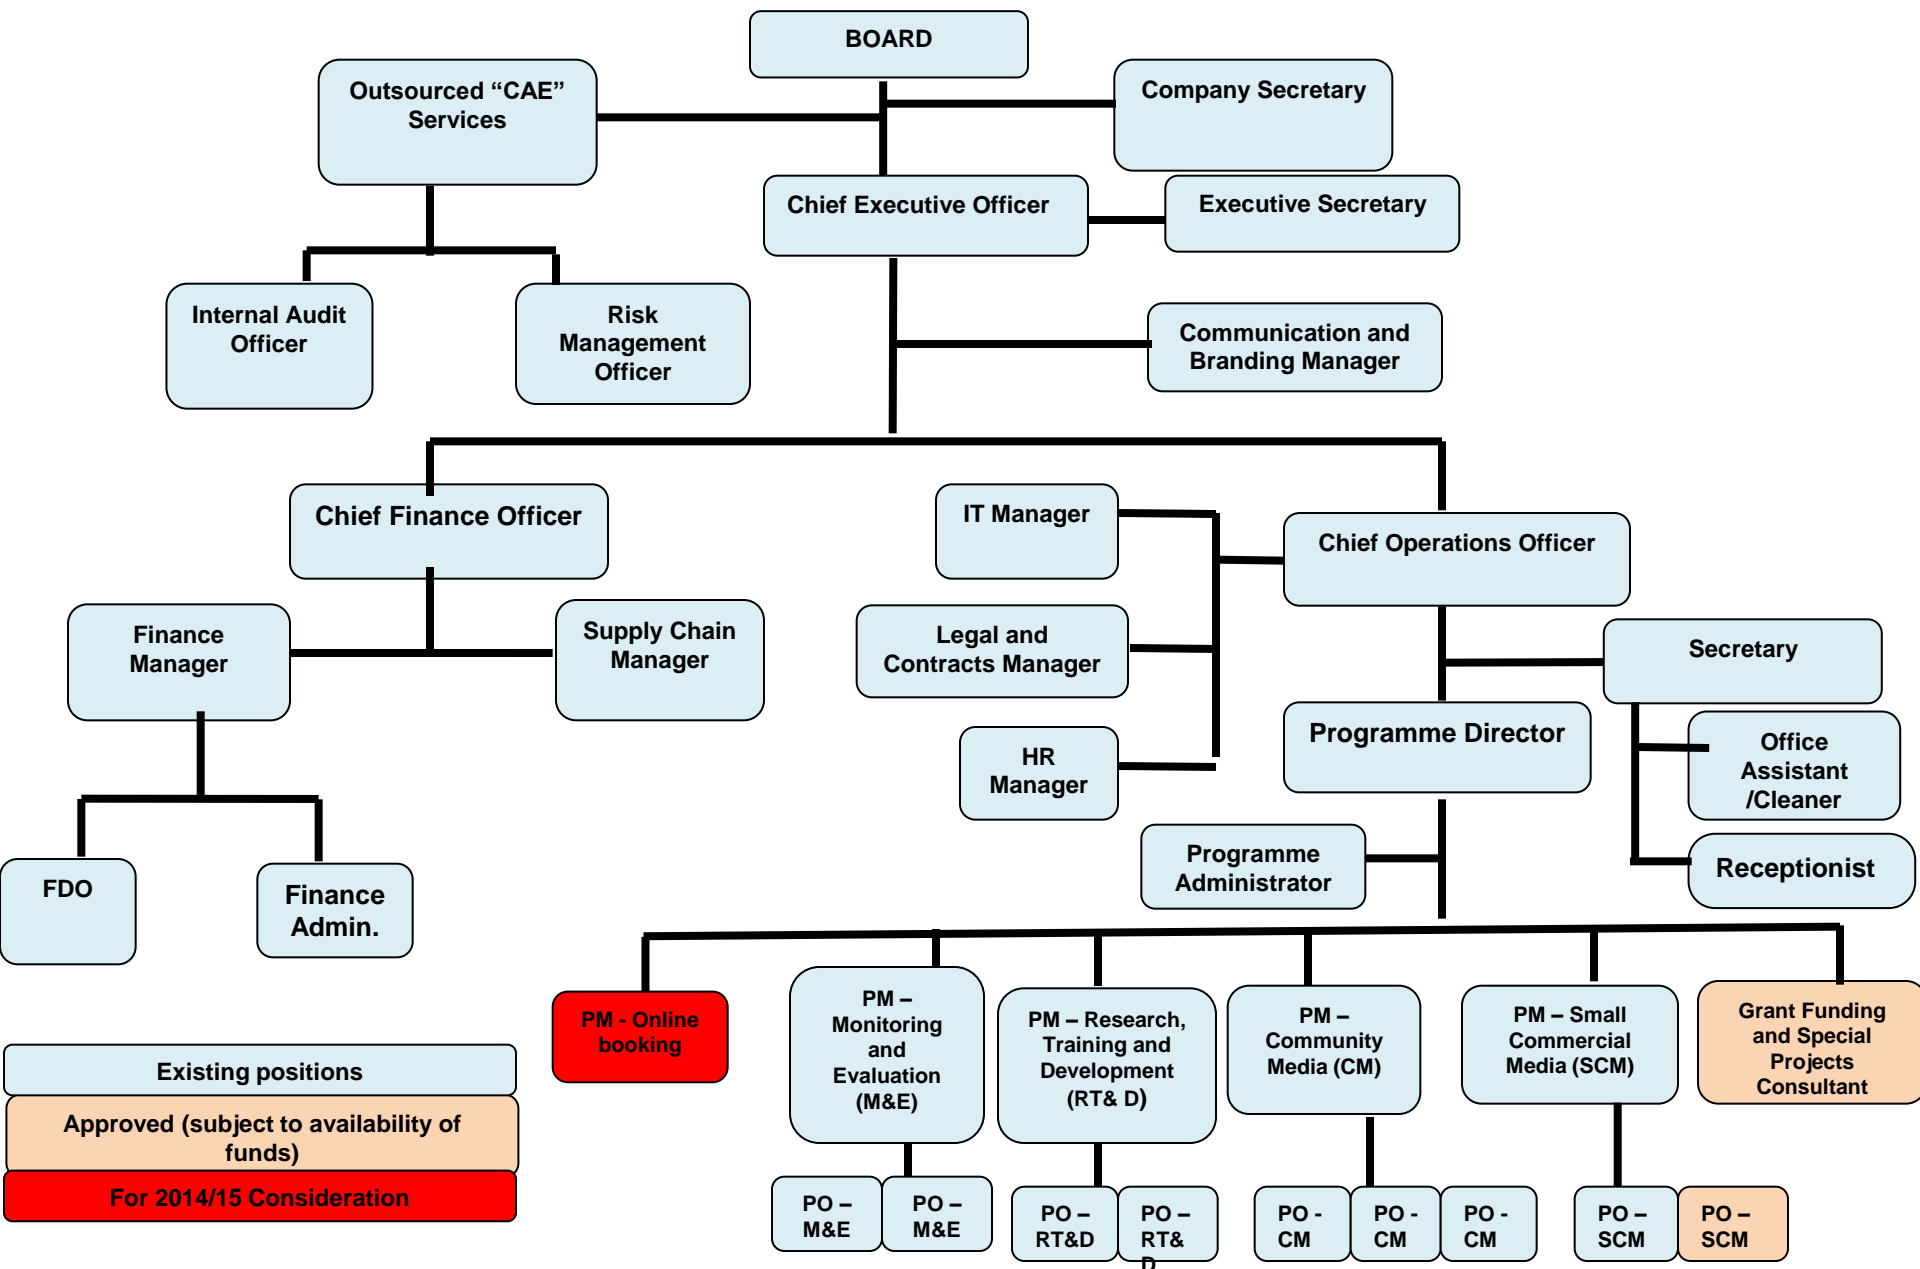 BOARD
Outsourced “CAE”
Services
Company Secretary
Chief Executive Officer
Executive Secretary
Internal Audit
Officer
Risk
Management
Officer
Communication and
Branding Manager
Chief Finance Officer
IT Manager
Chief Operations Officer
Finance
Manager
Supply Chain
Manager
Legal and
Contracts Manager
Secretary
HR
Manager
Programme Director
Office
Assistant
/Cleaner
Programme
Administrator
Receptionist
FDO
Finance
Admin.
PM - Online
booking
PM –
Monitoring
and
Evaluation
(M&E)
PM – Research,
Training and
Development
(RT& D)
PM –
Community
Media (CM)
PM – Small
Commercial
Media (SCM)
Grant Funding
and Special
Projects
Consultant
Existing positions
Approved (subject to availability of
funds)
For 2014/15 Consideration
PO –
M&E
PO –
M&E
PO –
RT&D
PO –
RT&
D
PO -
CM
PO -
CM
PO -
CM
PO –
SCM
PO –
SCM